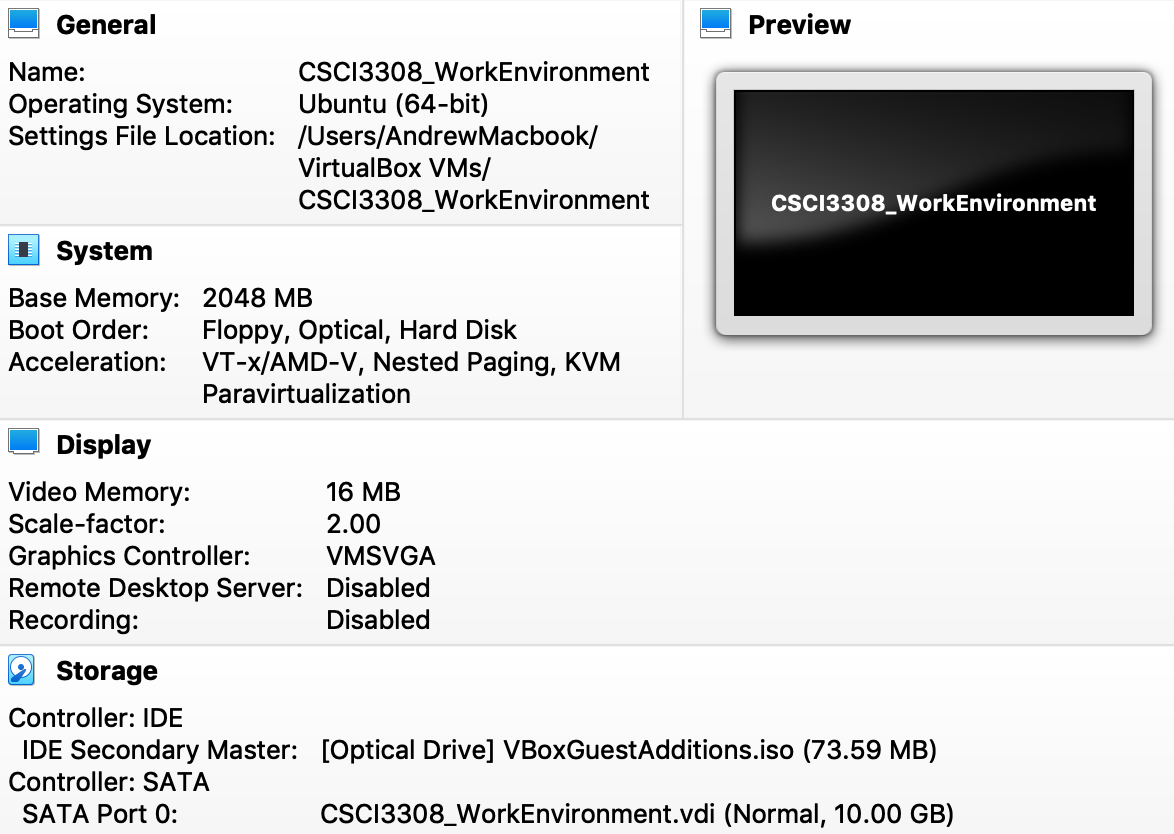 General
Name: CSCI3308_WorkEnvironment
Operating System: Ubuntu (64-bit)
Settings File Location: /Users/AndrewMacbook/
VirtualBox VMs/
CSCI3308_WorkEnvironment
Preview
CSCI3308_WorkEnvironment
System
Base Memory: 2048 MB
Boot Order: Floppy, Optical, Hard Disk
Acceleration: VT-x/AMD-V, Nested Paging, KVM
Paravirtualization
Display
Video Memory: 16 MB
Scale-factor: 2.00
Graphics Controller: VMSVGA
Remote Desktop Server: Disabled
Recording: Disabled
Storage
Controller: IDE
IDE Secondary Master: [Optical Drive] VBoxGuestAdditions.iso (73.59 MB)
Controller: SATA
SATA Port 0: CSCI3308_WorkEnvironment.vdi (Normal, 10.00 GB)